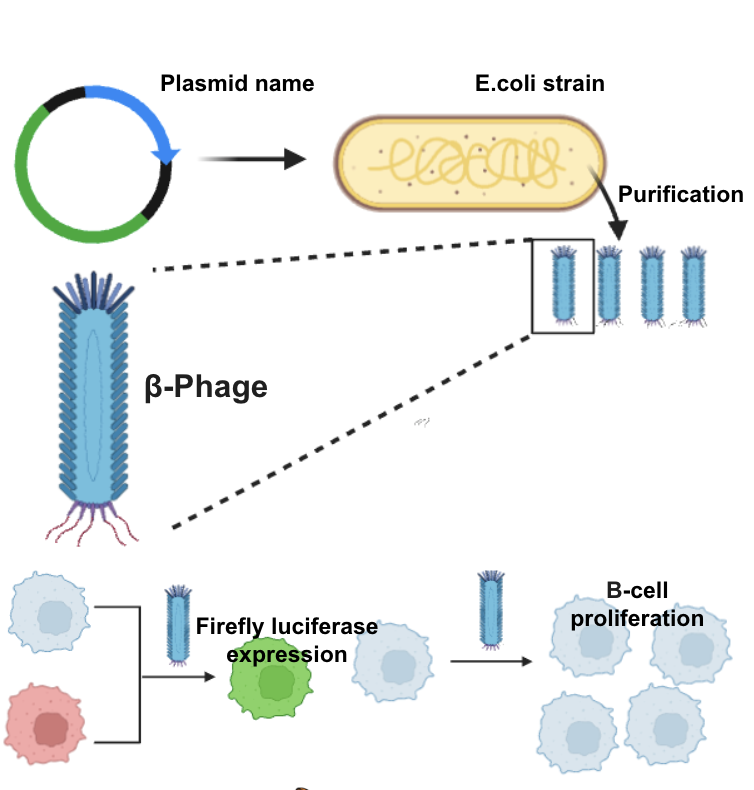 Plasmid name
E.coli strain
Purification
β-Phage
Firefly luciferase
expression
B-cell
proliferation